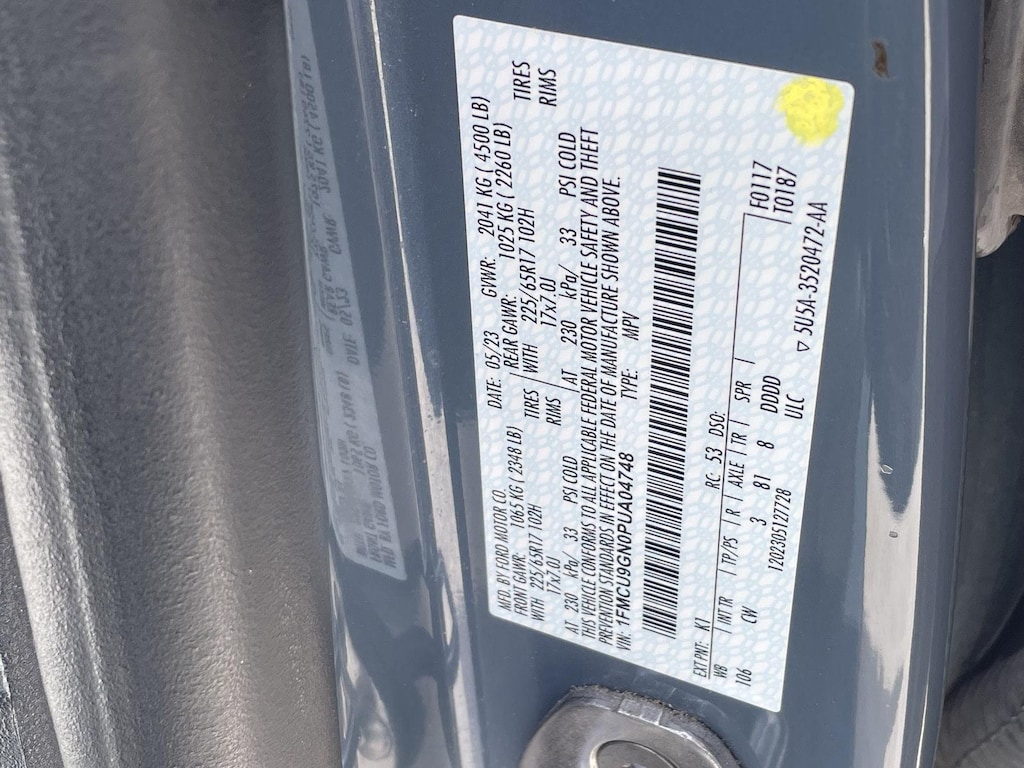 MFD. BY FORD MOTOR CO.
DATE: 05/23 GVWR: 2041 KG ( 4500 LB)
FRONT GAWR: 1065 KG ( 2348 LB)
REAR GAWR: 1025 KG ( 2260 LB)
WITH 225/65R17 102H TIRES
WITH 225/65R17 102H TIRES
17x7.0J RIMS
17x7.0J RIMS
AT 230 kPa/ 33 PSI COLD
AT 230 kPa/ 33 PSI COLD
THIS VEHICLE CONFORMS TO ALL APPLICABLE FEDERAL MOTOR VEHICLE SAFETY AND THEFT
PREVENTION STANDARDS IN EFFECT ON THE DATE OF MANUFACTURE SHOWN ABOVE.
VIN: 1FMCU9GN0PUA04748 TYPE: MPV
EXT PNT: K1 RC: 53 DSO: F0117
WB INT TR TP/PS R AXLE TR SPR T0187
106 CW 3 81 8 DDDD
12023051277​28 ULC
▽ 5U5A-3520472-AA